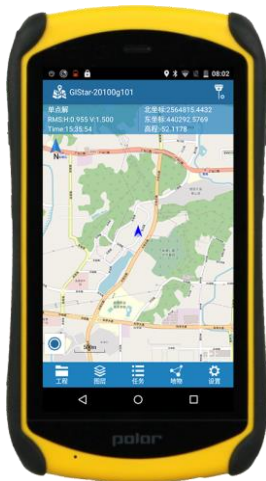 08:02
GIStar-20100g101
单点解 北坐标:2564815.4432
RMS:H:0.955 V:1.500 东坐标:440292.5769
Time:15:35:54 高程:52.1178
N
工程 图层 任务 地物 设置
polar